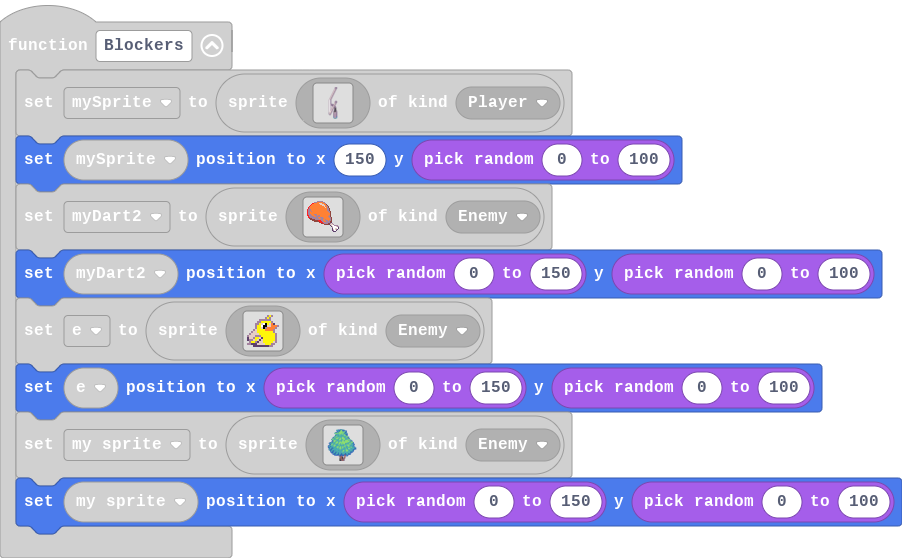 function Blockers
set mySprite to sprite of kind Player
set mySprite position to x 150 y pick random 0 to 100
set myDart2 to sprite of kind Enemy
set myDart2 position to x pick random 0 to 150 y pick random 0 to 100
set e to sprite of kind Enemy
set e position to x pick random 0 to 150 y pick random 0 to 100
set my sprite to sprite of kind Enemy
set my sprite position to x pick random 0 to 150 y pick random 0 to 100